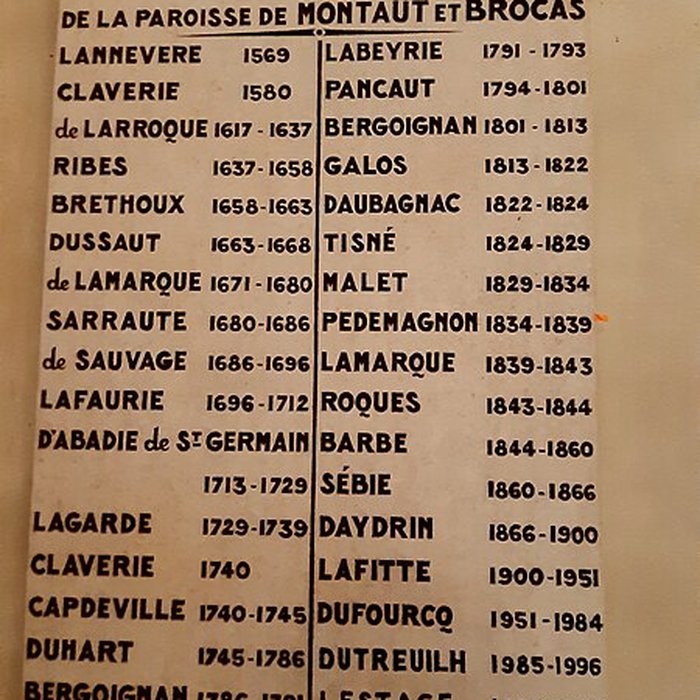 DE LA PAROISSE DE MONTAUT ET BROCAS
LANNEVERE 1569
CLAVERIE 1580
de LARROQUE 1617-1637
RIBES 1637-1658
BRETHOUX 1658-1663
DUSSAUT 1663-1668
de LAMARQUE 1671-1680
SARRAUTE 1680-1686
de SAUVAGE 1686-1696
LAFAURIE 1696-1712
D'ABADIE de ST GERMAIN
1713-1729
LAGARDE 1729-1739
CLAVERIE 1740
CAPDEVILLE 1740-1745
DUHART 1745-1786
BERGOIGNAN 1786-1791
LABEYRIE 1791-1793
PANCAUT 1794-1801
BERGOIGNAN 1801-1813
GALOS 1813-1822
DAUBAGNAC 1822-1824
TISNÉ 1824-1829
MALET 1829-1834
PEDEMAGNON 1834-1839
LAMARQUE 1839-1843
ROQUES 1843-1844
BARBE 1844-1860
SÉBIE 1860-1866
DAYDRIN 1866-1900
LAFITTE 1900-1951
DUFOURCQ 1951-1984
DUTREUILH 1985-1996
LESTAGE